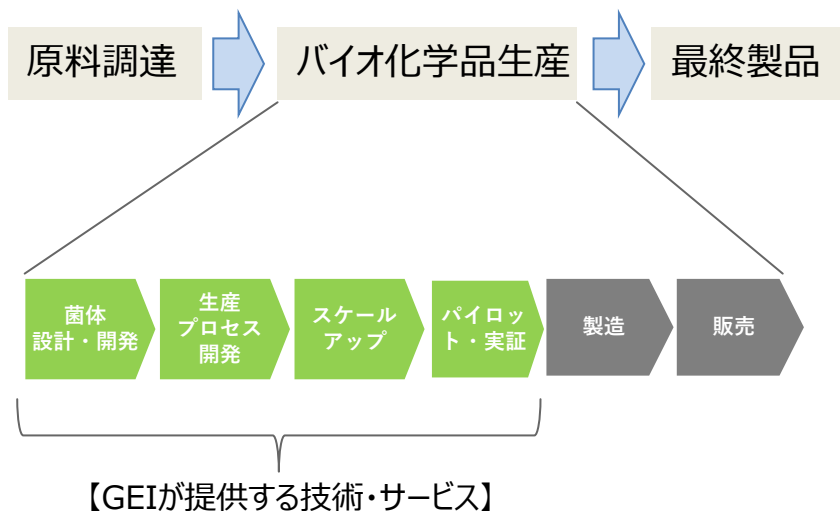 原料調達
バイオ化学品生産
最終製品
菌体
設計・開発
生産
プロセス
開発
スケール
アップ
パイロッ
ト・実証
製造
販売
【GEIが提供する技術・サービス】